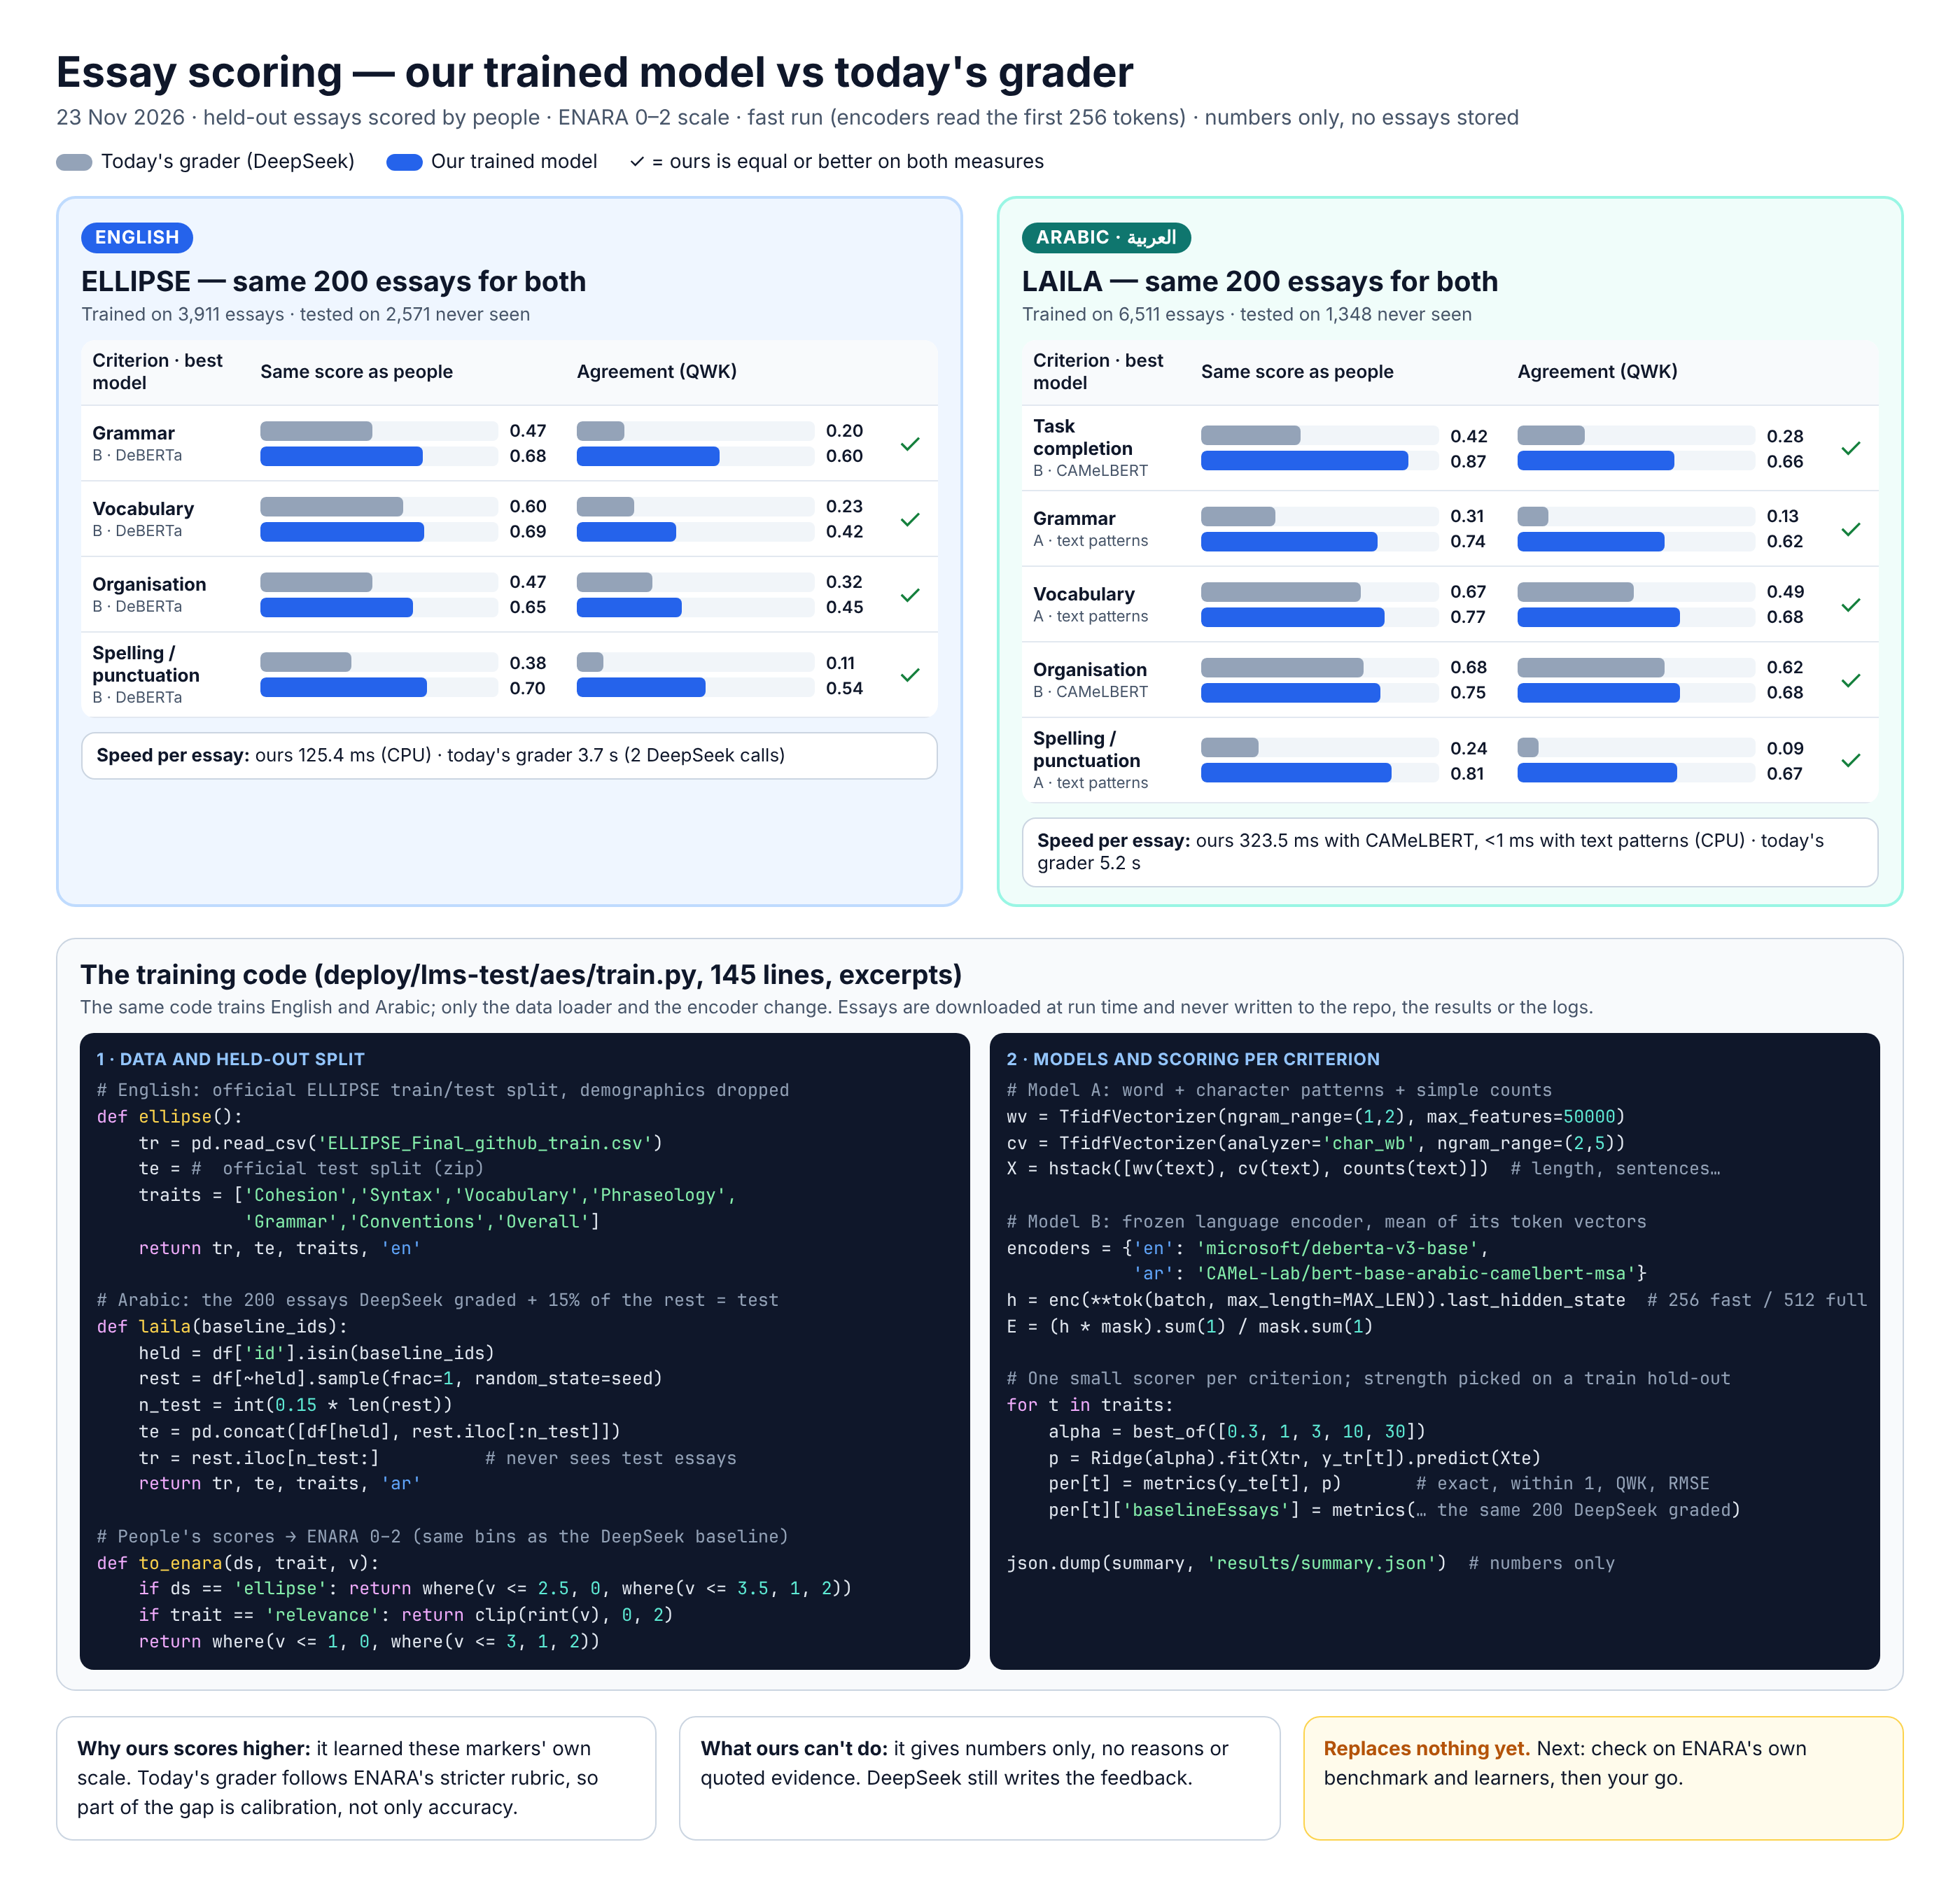 Essay scoring — our trained model vs today's grader
23 Nov 2026 · held-out essays scored by people · ENARA 0–2 scale · fast run (encoders read the first 256 tokens) · numbers only, no essays stored
Today's grader (DeepSeek) Our trained model ✓ = ours is equal or better on both measures
ENGLISH
ELLIPSE — same 200 essays for both
Trained on 3,911 essays · tested on 2,571 never seen
Criterion · best
model
Same score as people
Agreement (QWK)
Grammar
B · DeBERTa
0.47 0.20
0.68 0.60
✓
Vocabulary
B · DeBERTa
0.60 0.23
0.69 0.42
✓
Organisation
B · DeBERTa
0.47 0.32
0.65 0.45
✓
Spelling /
punctuation
B · DeBERTa
0.38 0.11
0.70 0.54
✓
Speed per essay: ours 125.4 ms (CPU) · today's grader 3.7 s (2 DeepSeek calls)
ARABIC · العربية
LAILA — same 200 essays for both
Trained on 6,511 essays · tested on 1,348 never seen
Criterion · best
model
Same score as people
Agreement (QWK)
Task
completion
B · CAMeLBERT
0.42 0.28
0.87 0.66
✓
Grammar
A · text patterns
0.31 0.13
0.74 0.62
✓
Vocabulary
A · text patterns
0.67 0.49
0.77 0.68
✓
Organisation
B · CAMeLBERT
0.68 0.62
0.75 0.68
✓
Spelling /
punctuation
A · text patterns
0.24 0.09
0.81 0.67
✓
Speed per essay: ours 323.5 ms with CAMeLBERT, <1 ms with text patterns (CPU) · today's
grader 5.2 s
The training code (deploy/lms-test/aes/train.py, 145 lines, excerpts)
The same code trains English and Arabic; only the data loader and the encoder change. Essays are downloaded at run time and never written to the repo, the results or the logs.
1 · DATA AND HELD-OUT SPLIT
# English: official ELLIPSE train/test split, demographics dropped
def ellipse():
    tr = pd.read_csv('ELLIPSE_Final_github_train.csv')
    te = #  official test split (zip)
    traits = ['Cohesion','Syntax','Vocabulary','Phraseology',
              'Grammar','Conventions','Overall']
    return tr, te, traits, 'en'
# Arabic: the 200 essays DeepSeek graded + 15% of the rest = test
def laila(baseline_ids):
    held = df['id'].isin(baseline_ids)
    rest = df[~held].sample(frac=1, random_state=seed)
    n_test = int(0.15 * len(rest))
    te = pd.concat([df[held], rest.iloc[:n_test]])
    tr = rest.iloc[n_test:]          # never sees test essays
    return tr, te, traits, 'ar'
# People's scores → ENARA 0–2 (same bins as the DeepSeek baseline)
def to_enara(ds, trait, v):
    if ds == 'ellipse': return where(v <= 2.5, 0, where(v <= 3.5, 1, 2))
    if trait == 'relevance': return clip(rint(v), 0, 2)
    return where(v <= 1, 0, where(v <= 3, 1, 2))
2 · MODELS AND SCORING PER CRITERION
# Model A: word + character patterns + simple counts
wv = TfidfVectorizer(ngram_range=(1,2), max_features=50000)
cv = TfidfVectorizer(analyzer='char_wb', ngram_range=(2,5))
X = hstack([wv(text), cv(text), counts(text)])  # length, sentences…
# Model B: frozen language encoder, mean of its token vectors
encoders = {'en': 'microsoft/deberta-v3-base',
            'ar': 'CAMeL-Lab/bert-base-arabic-camelbert-msa'}
h = enc(**tok(batch, max_length=MAX_LEN)).last_hidden_state  # 256 fast / 512 full
E = (h * mask).sum(1) / mask.sum(1)
# One small scorer per criterion; strength picked on a train hold-out
for t in traits:
    alpha = best_of([0.3, 1, 3, 10, 30])
    p = Ridge(alpha).fit(Xtr, y_tr[t]).predict(Xte)
    per[t] = metrics(y_te[t], p)       # exact, within 1, QWK, RMSE
    per[t]['baselineEssays'] = metrics(… the same 200 DeepSeek graded)
json.dump(summary, 'results/summary.json')  # numbers only
Why ours scores higher: it learned these markers' own
scale. Today's grader follows ENARA's stricter rubric, so
part of the gap is calibration, not only accuracy.
What ours can't do: it gives numbers only, no reasons or
quoted evidence. DeepSeek still writes the feedback.
Replaces nothing yet. Next: check on ENARA's own
benchmark and learners, then your go.